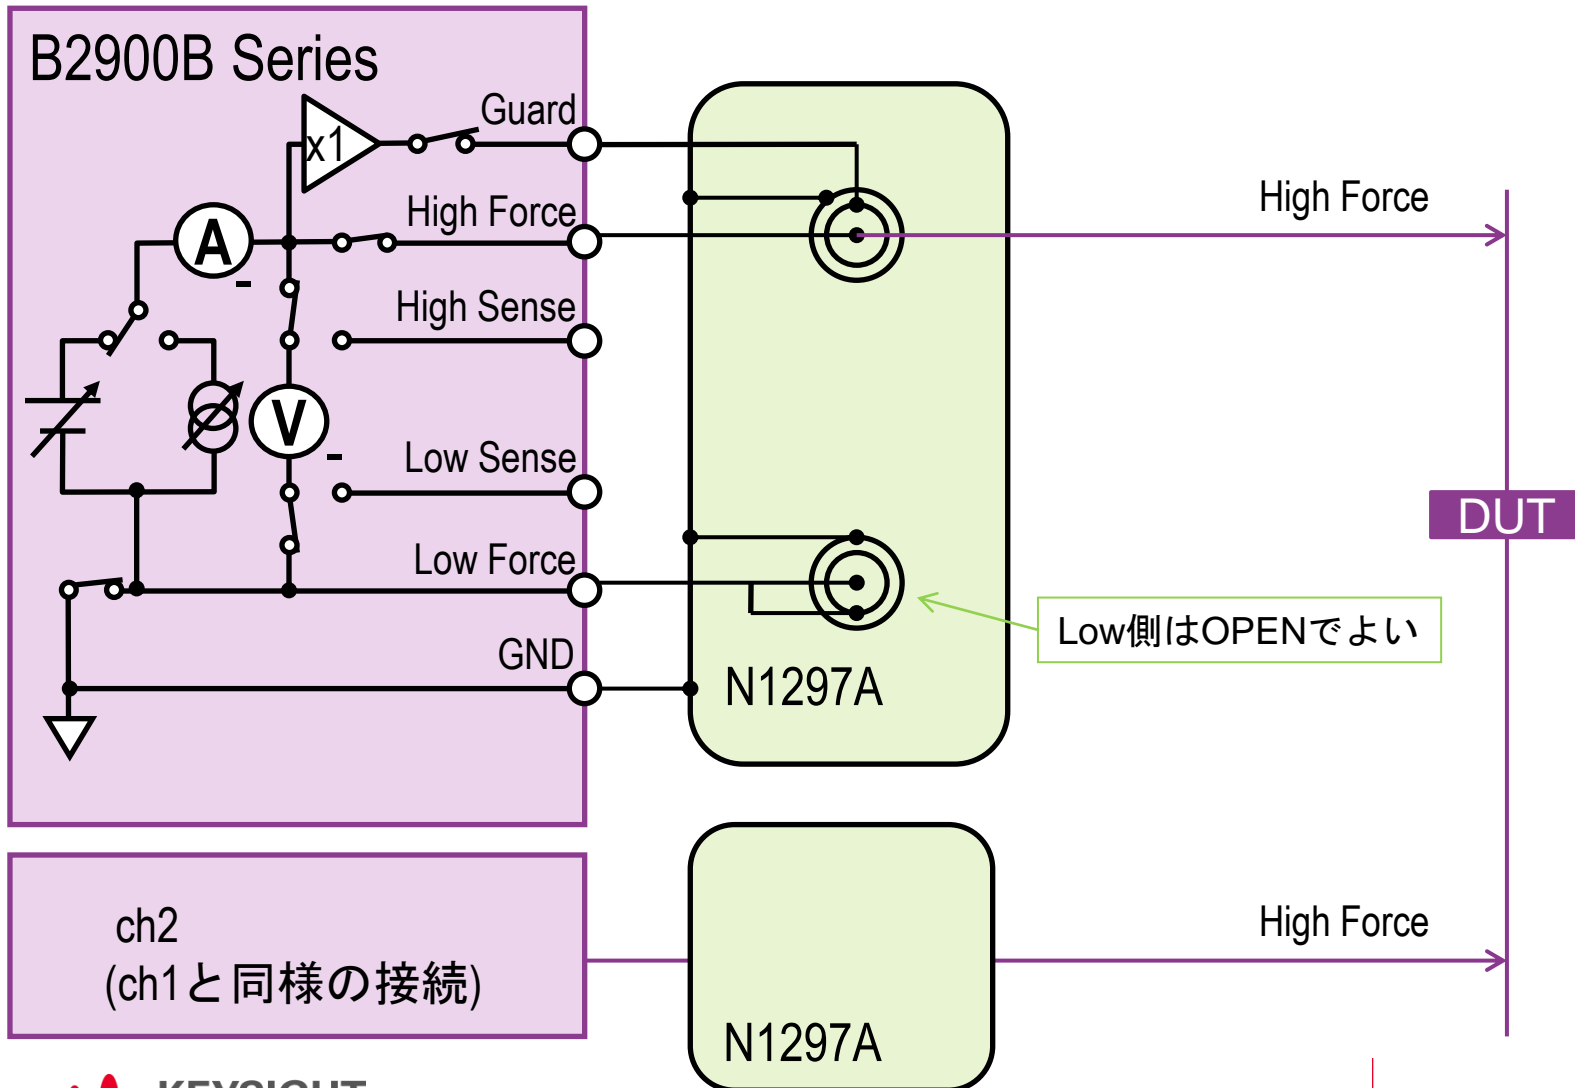 B2900B Series
Guard
x1
High Force
High Force
A
-
High Sense
V
-
Low Sense
DUT
Low Force
Low側はOPENでよい
GND
N1297A
ch2
(ch1と同様の接続)
High Force
N1297A
KEYSIGHT